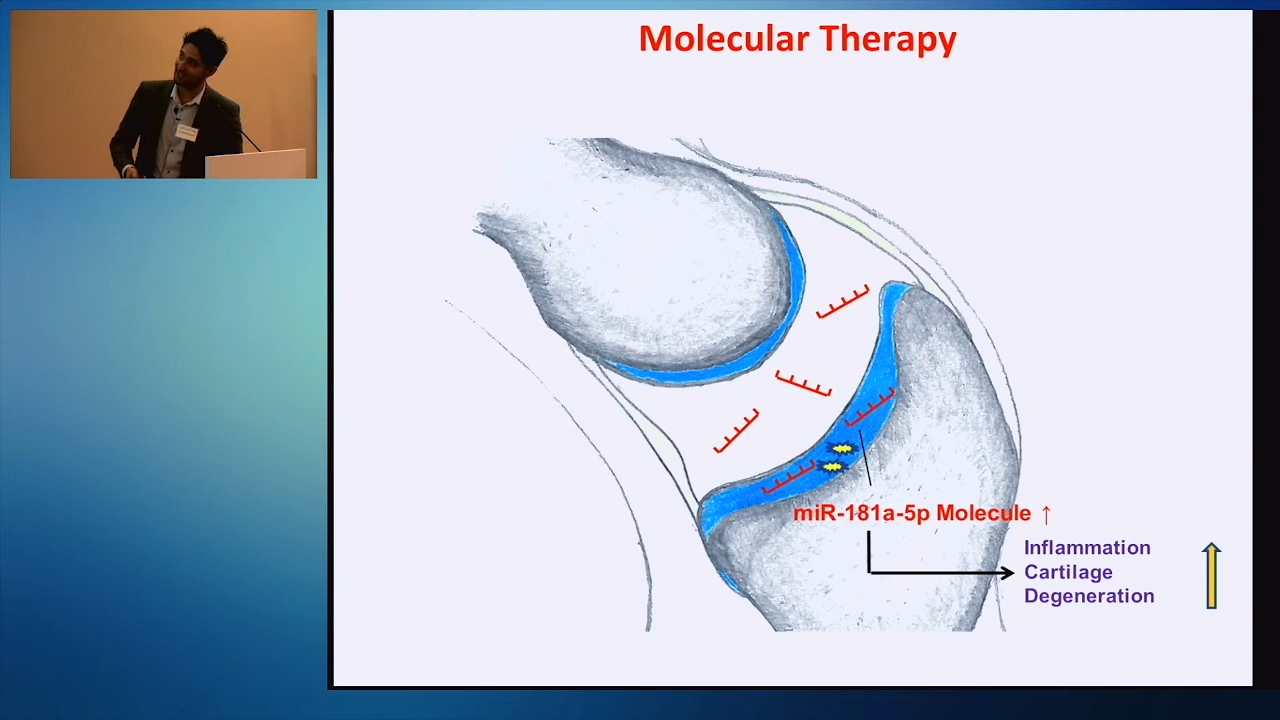 Molecular Therapy
miR-181a-5p Molecule ↑
Inflammation
Cartilage
Degeneration